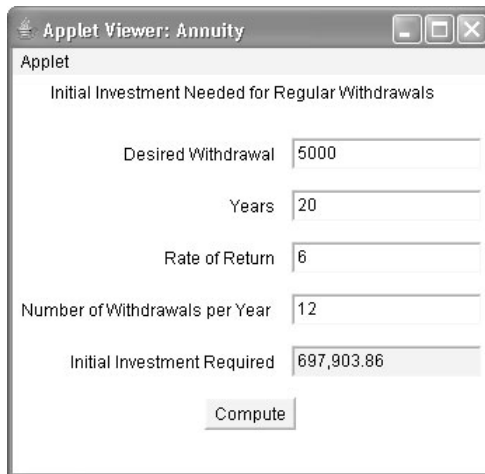 Applet Viewer: Annuity
Applet
Initial Investment Needed for Regular Withdrawals
Desired Withdrawal 5000
Years 20
Rate of Return 6
Number of Withdrawals per Year 12
Initial Investment Required 697,903.86
Compute